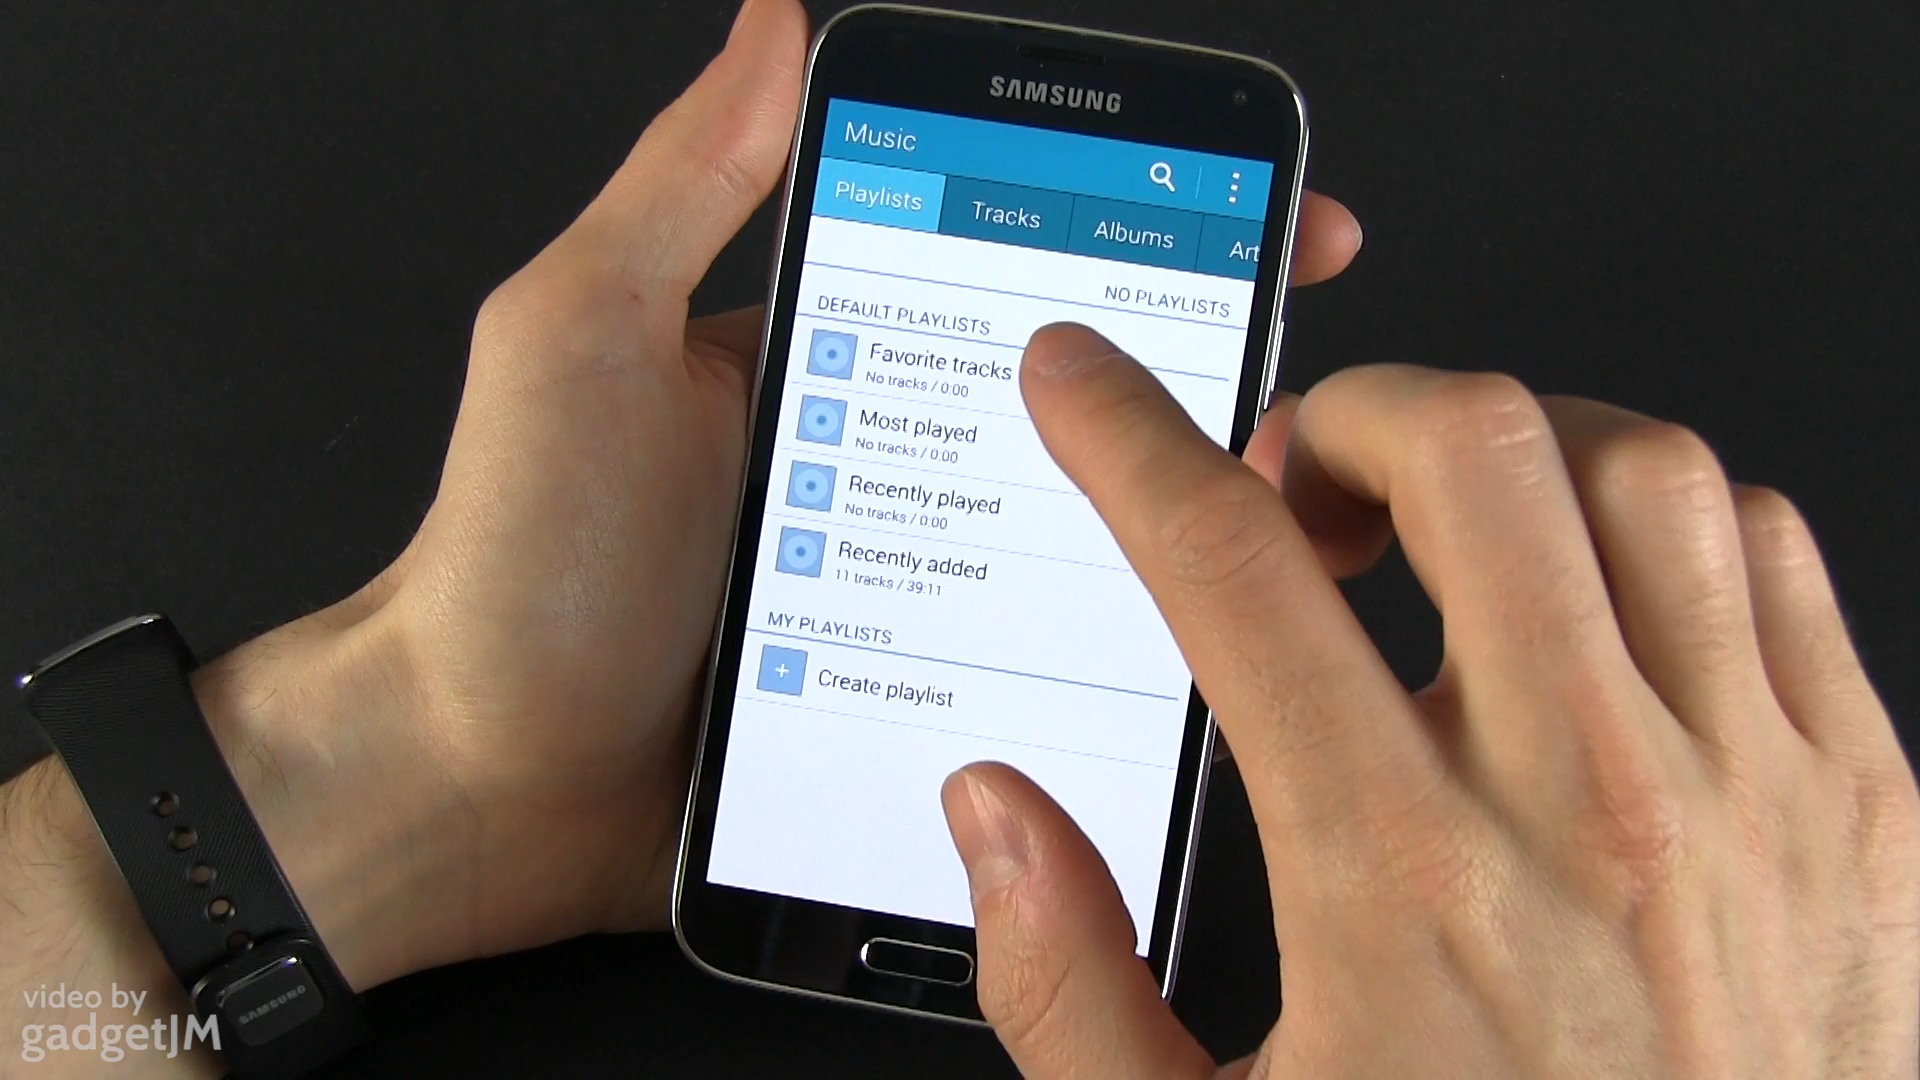 SAMSUNG
Music
Playlists
Tracks
Albums
Art
NO PLAYLISTS
DEFAULT PLAYLISTS
Favorite tracks
No tracks / 0:00
Most played
No tracks / 0:00
Recently played
No tracks / 0:00
Recently added
11 tracks / 39:11
MY PLAYLISTS
+ Create playlist
SAMSUNG
video by
gadgetJM